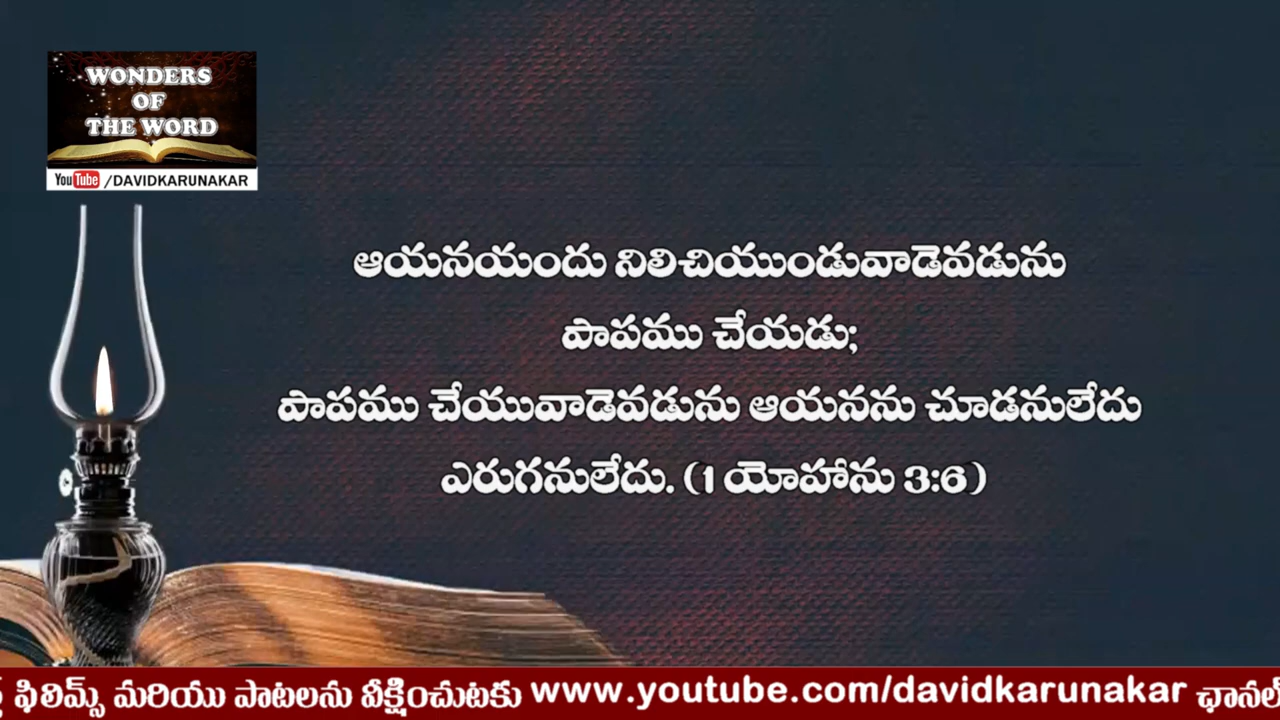 WONDERS
OF
THE WORD
YouTube /DAVIDKARUNAKAR
ఆయనయందు నిలిచియుండువాడెవడును
పాపము చేయడు;
పాపము చేయువాడెవడును ఆయనను చూడనులేదు
ఎరుగనులేదు. (1 యోహాను 3:6)
ఫిలిమ్స్ మరియు పాటలను వీక్షించుటకు www.youtube.com/davidkarunakar ఛానల్